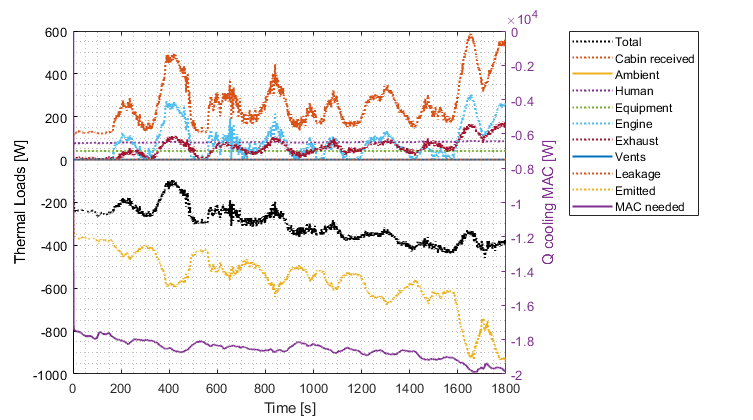 ×10⁴
600
400
200
0
-200
-400
-600
-800
-1000
0
-0.2
-0.4
-0.6
-0.8
-1
-1.2
-1.4
-1.6
-1.8
-2
0
200
400
600
800
1000
1200
1400
1600
1800
Thermal Loads [W]
Time [s]
Q cooling MAC [W]
Total
Cabin received
Ambient
Human
Equipment
Engine
Exhaust
Vents
Leakage
Emitted
MAC needed